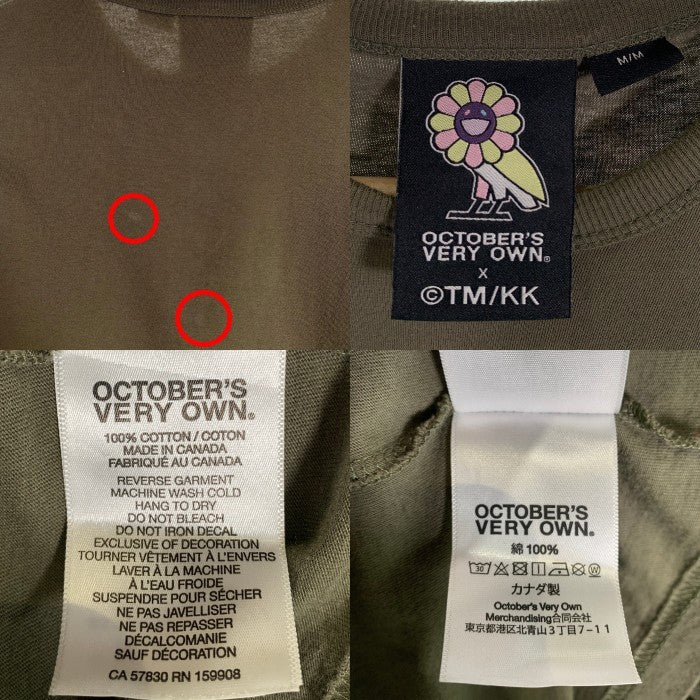 M/M
OCTOBER'S
VERY OWN®
X
©TM/KK
OCTOBER'S
VERY OWN®
100% COTTON / COTON
MADE IN CANADA
FABRIQUÉ AU CANADA
REVERSE GARMENT
MACHINE WASH COLD
HANG TO DRY
DO NOT BLEACH
DO NOT IRON DECAL
EXCLUSIVE OF DECORATION
TOURNER VÊTEMENT À L'ENVERS
LAVER À LA MACHINE
À L'EAU FROIDE
SUSPENDRE POUR SÉCHER
NE PAS JAVELLISER
NE PAS REPASSER
DÉCALCOMANIE
SAUF DÉCORATION
CA 57830 RN 159908
OCTOBER'S
VERY OWN®
綿 100%
30 W
カナダ製
October's Very Own
Merchandising合同会社
東京都港区北青山3丁目7-11